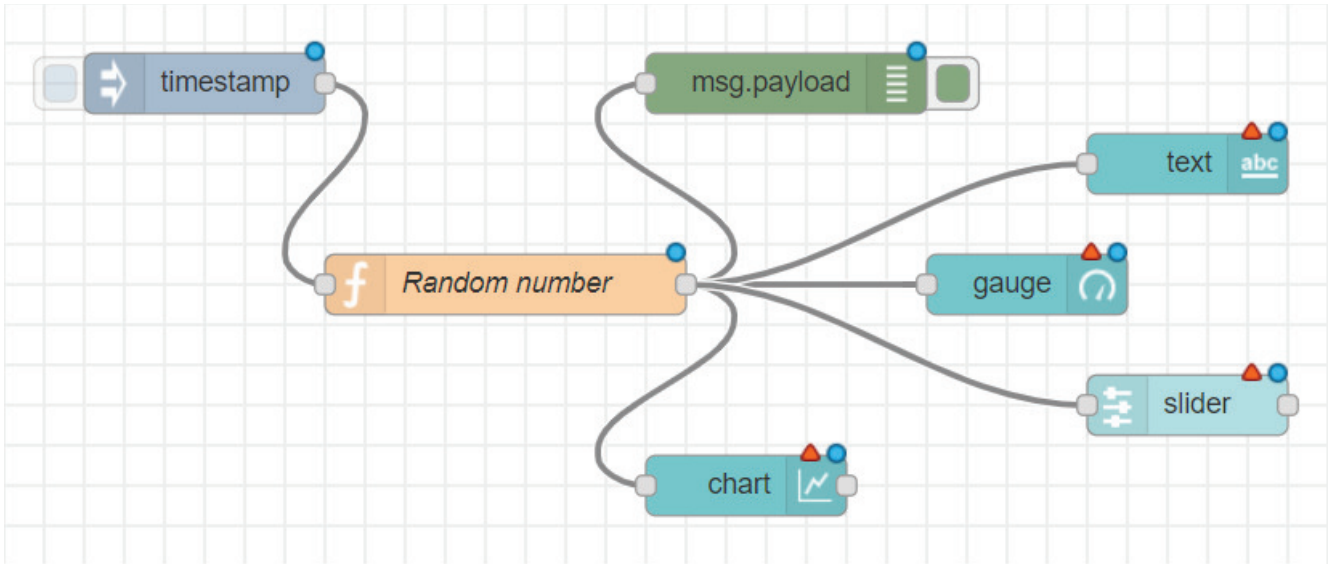 timestamp
msg.payload
text
abc
Random number
gauge
slider
chart